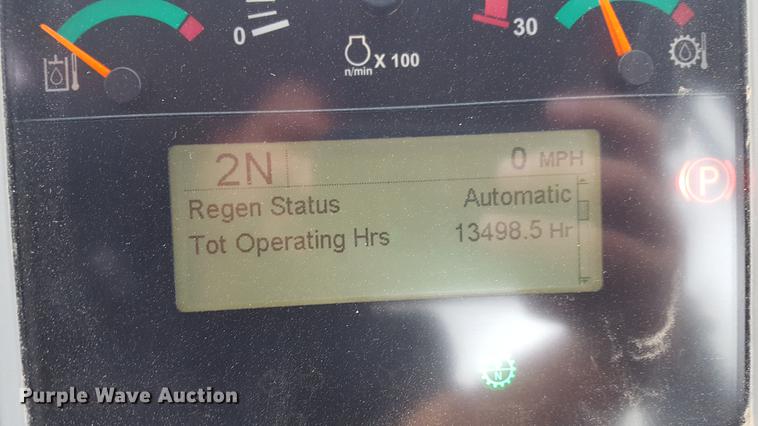 0
30
n/min X 100
2N 0 MPH
Regen Status Automatic
Tot Operating Hrs 13498.5 Hr
P
N
Purple Wave Auction